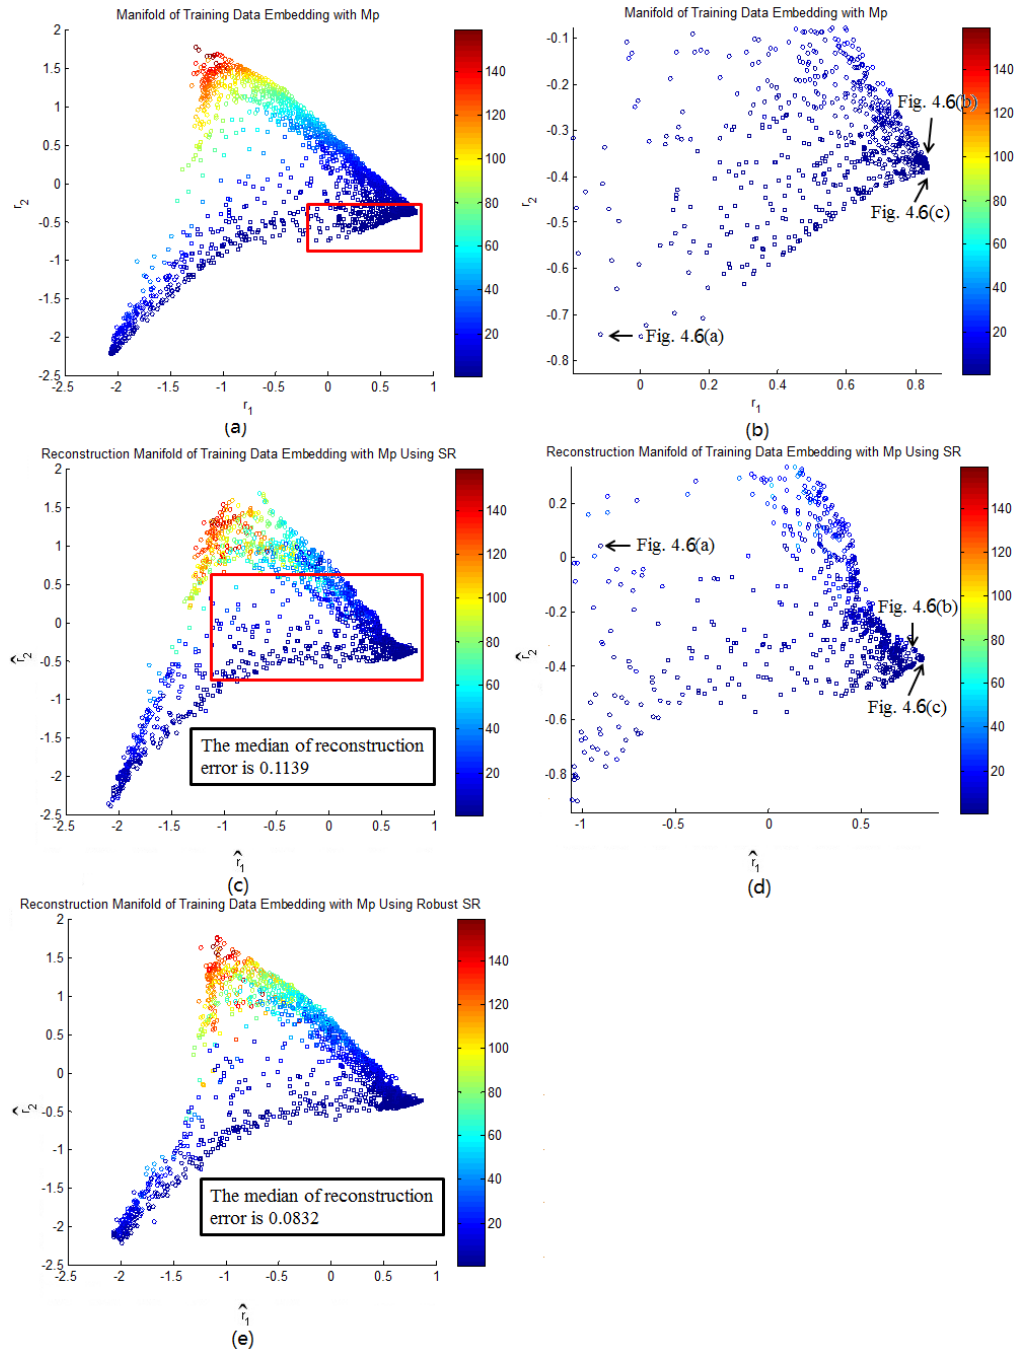 Manifold of Training Data Embedding with Mp
2
1.5
1
0.5
0
-0.5
-1
-1.5
-2
-2.5
r2
-2.5 -2 -1.5 -1 -0.5 0 0.5 1
r1
140
120
100
80
60
40
20
(a)
Manifold of Training Data Embedding with Mp
-0.1
-0.2
-0.3
-0.4
-0.5
-0.6
-0.7
-0.8
r2
0 0.2 0.4 0.6 0.8
r1
Fig. 4.6(b)
Fig. 4.6(c)
Fig. 4.6(a)
140
120
100
80
60
40
20
(b)
Reconstruction Manifold of Training Data Embedding with Mp Using SR
2
1.5
1
0.5
0
-0.5
-1
-1.5
-2
-2.5
r̂2
-2.5 -2 -1.5 -1 -0.5 0 0.5 1
r̂1
The median of reconstruction
error is 0.1139
140
120
100
80
60
40
20
(c)
Reconstruction Manifold of Training Data Embedding with Mp Using SR
0.2
0
-0.2
-0.4
-0.6
-0.8
r̂2
-1 -0.5 0 0.5
r̂1
Fig. 4.6(a)
Fig. 4.6(b)
Fig. 4.6(c)
140
120
100
80
60
40
20
(d)
Reconstruction Manifold of Training Data Embedding with Mp Using Robust SR
2
1.5
1
0.5
0
-0.5
-1
-1.5
-2
-2.5
r̂2
-2.5 -2 -1.5 -1 -0.5 0 0.5 1
r̂1
The median of reconstruction
error is 0.0832
140
120
100
80
60
40
20
(e)